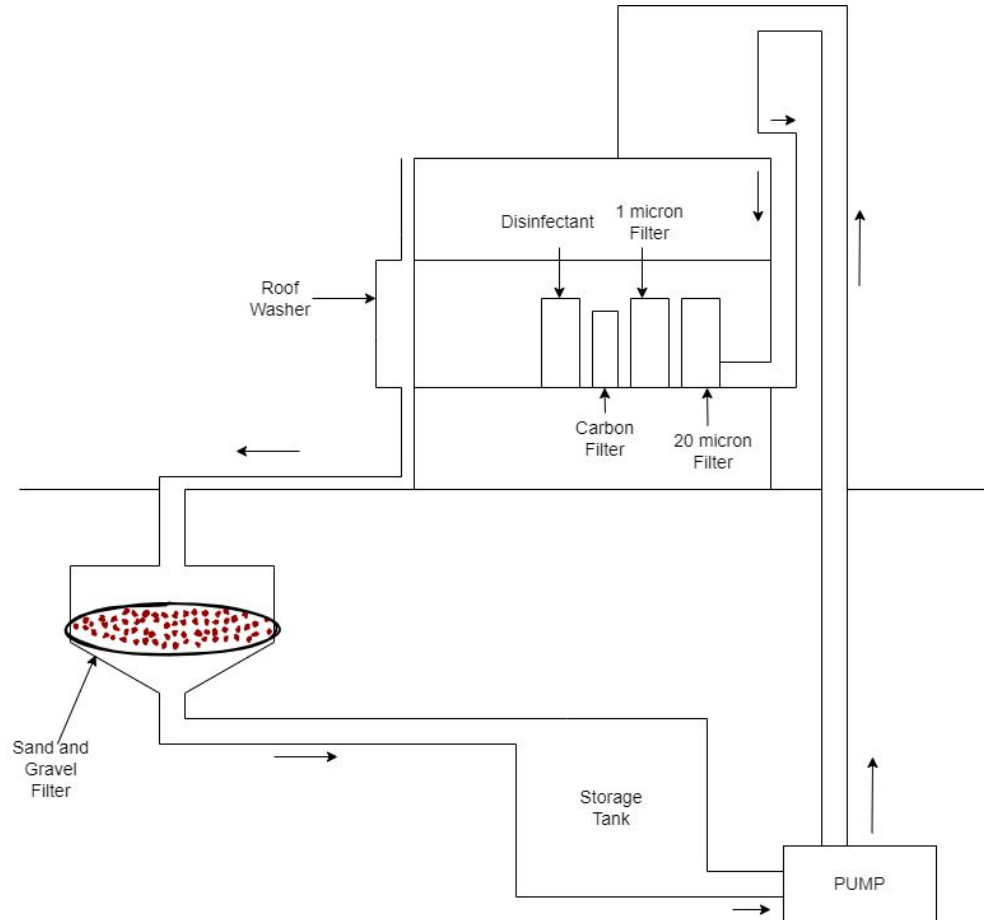 Disinfectant
1 micron
Filter
Roof
Washer
Carbon
Filter
20 micron
Filter
Sand and
Gravel
Filter
Storage
Tank
PUMP